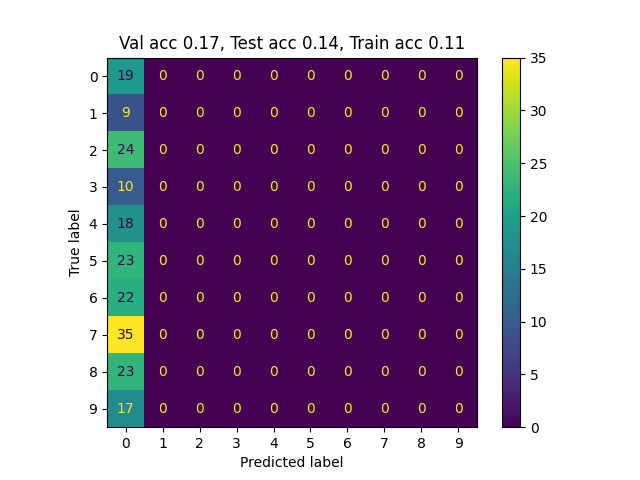 Val acc 0.17, Test acc 0.14, Train acc 0.11
True label
0 19 0 0 0 0 0 0 0 0 0
1 9 0 0 0 0 0 0 0 0 0
2 24 0 0 0 0 0 0 0 0 0
3 10 0 0 0 0 0 0 0 0 0
4 18 0 0 0 0 0 0 0 0 0
5 23 0 0 0 0 0 0 0 0 0
6 22 0 0 0 0 0 0 0 0 0
7 35 0 0 0 0 0 0 0 0 0
8 23 0 0 0 0 0 0 0 0 0
9 17 0 0 0 0 0 0 0 0 0
0 1 2 3 4 5 6 7 8 9
Predicted label
35
30
25
20
15
10
5
0